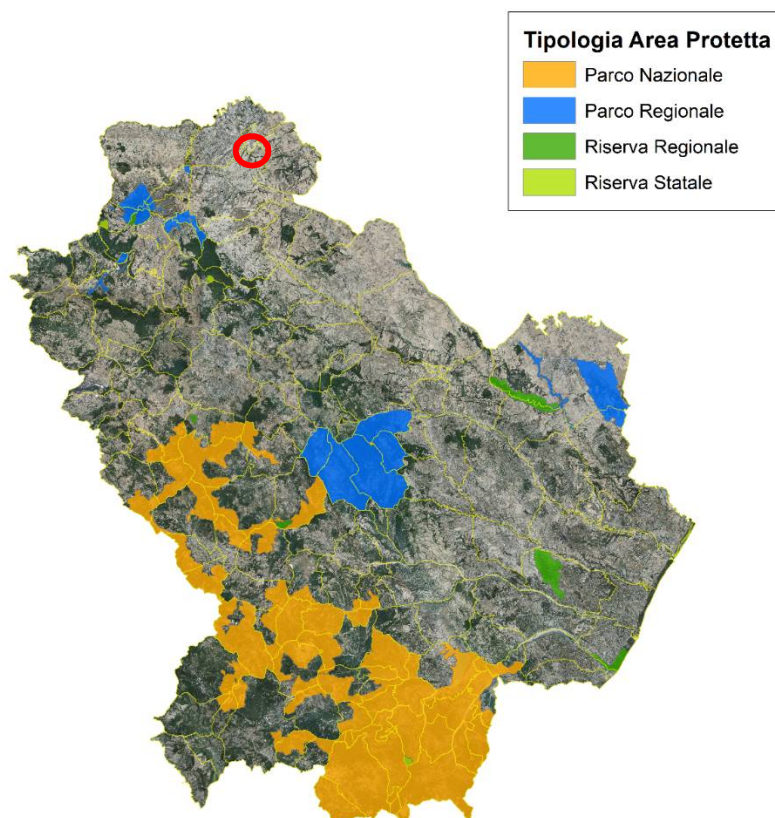 Tipologia Area Protetta
Parco Nazionale
Parco Regionale
Riserva Regionale
Riserva Statale